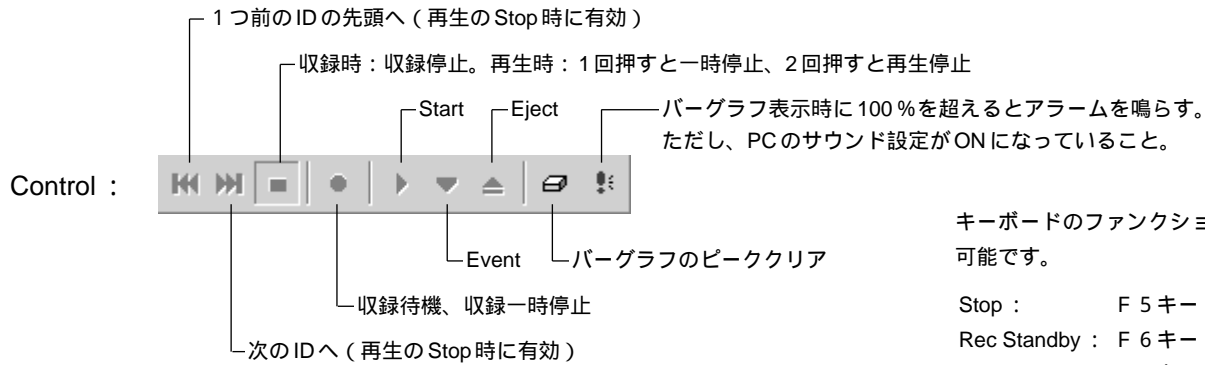 1つ前のIDの先頭へ(再生のStop時に有効)
収録時:収録停止。再生時:1回押すと一時停止、2回押すと再生停止
Start
Eject
バーグラフ表示時に100%を超えるとアラームを鳴らす。
ただし、PCのサウンド設定がONになっていること。
Control :
Event
バーグラフのピーククリア
収録待機、収録一時停止
次のIDへ(再生のStop時に有効)
キーボードのファンクショ
可能です。
Stop : F5キー
Rec Standby : F6キー